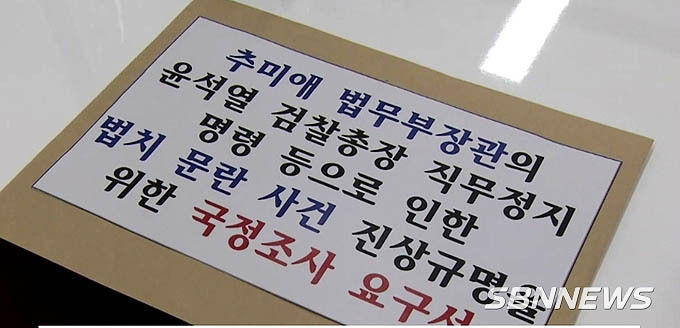 추미애 법무부장관의
윤석열 검찰총장 직무정지
명령 등으로 인한
법치 문란 사건 진상규명을
위한 국정조사 요구서
SBNNEWS